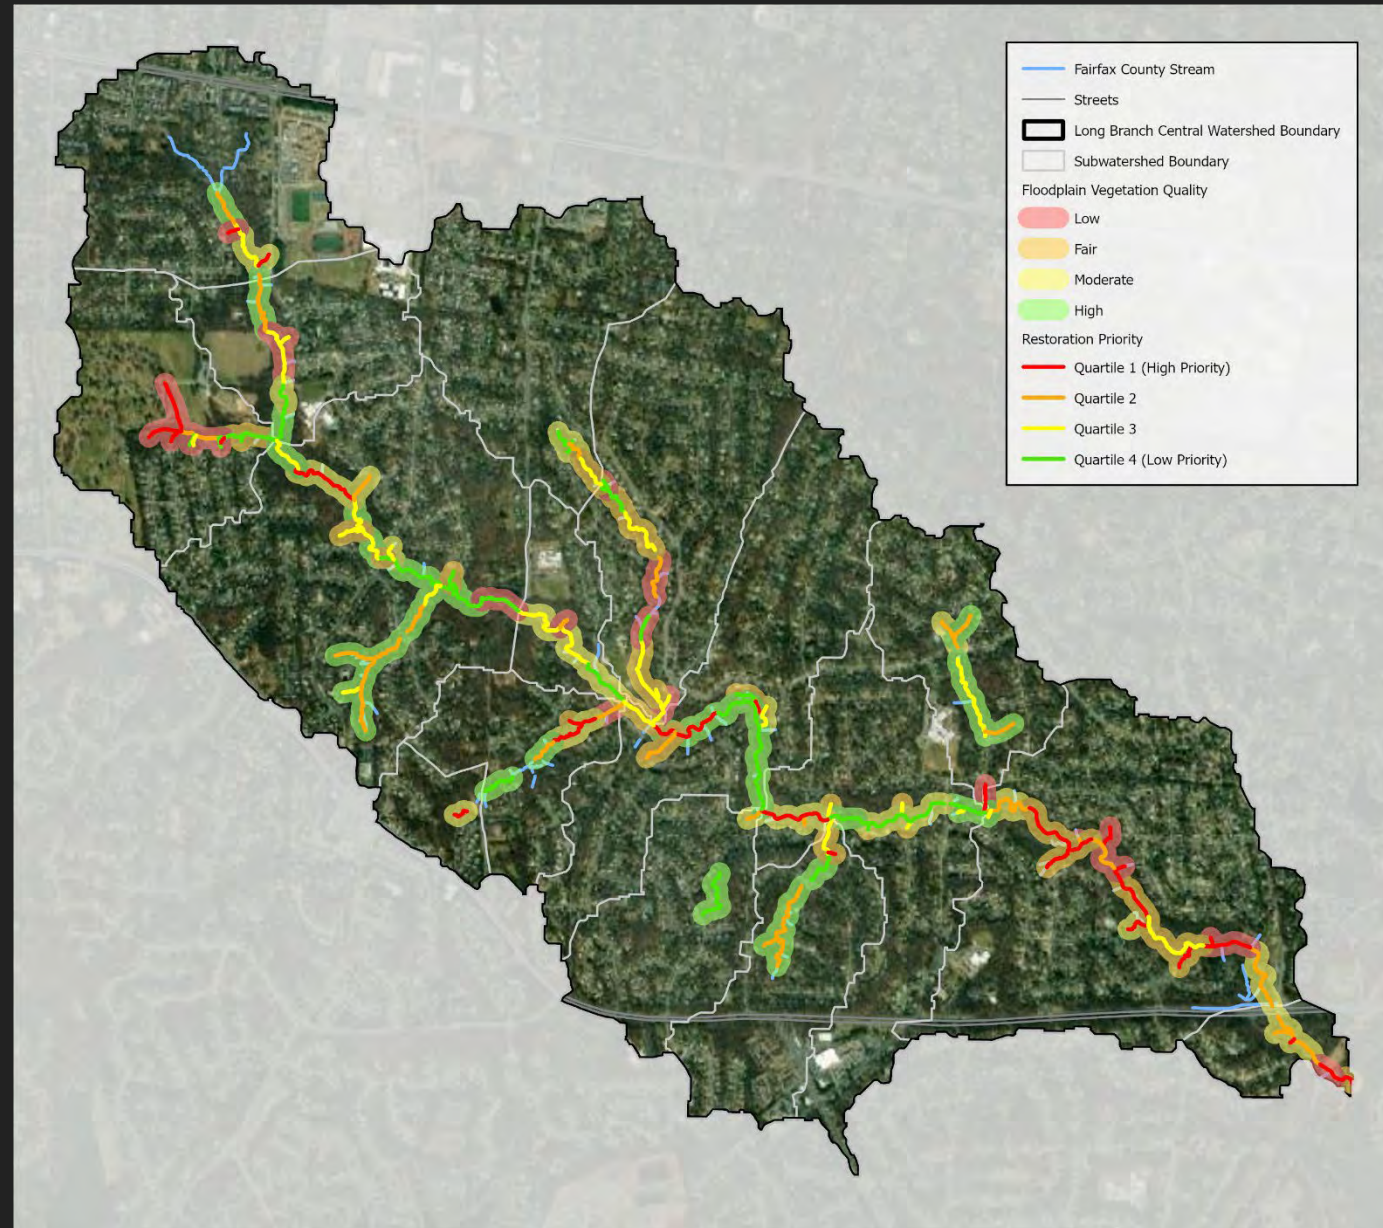 Fairfax County Stream
Streets
Long Branch Central Watershed Boundary
Subwatershed Boundary
Floodplain Vegetation Quality
Low
Fair
Moderate
High
Restoration Priority
Quartile 1 (High Priority)
Quartile 2
Quartile 3
Quartile 4 (Low Priority)